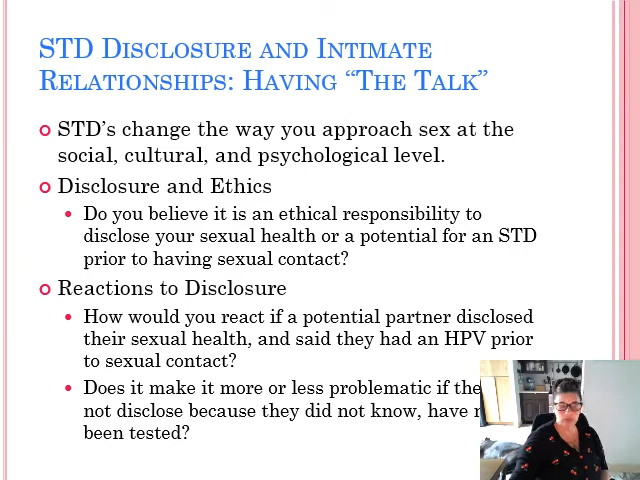 STD Disclosure and Intimate
Relationships: Having “The Talk”
STD’s change the way you approach sex at the
social, cultural, and psychological level.
Disclosure and Ethics
Do you believe it is an ethical responsibility to
disclose your sexual health or a potential for an STD
prior to having sexual contact?
Reactions to Disclosure
How would you react if a potential partner disclosed
their sexual health, and said they had an HPV prior
to sexual contact?
Does it make it more or less problematic if
not disclose because they did not know, have
been tested?